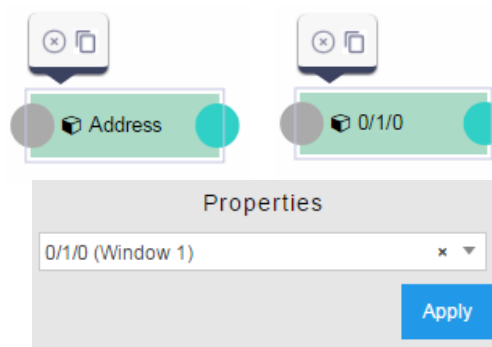 Address
0/1/0
Properties
0/1/0 (Window 1)
Apply